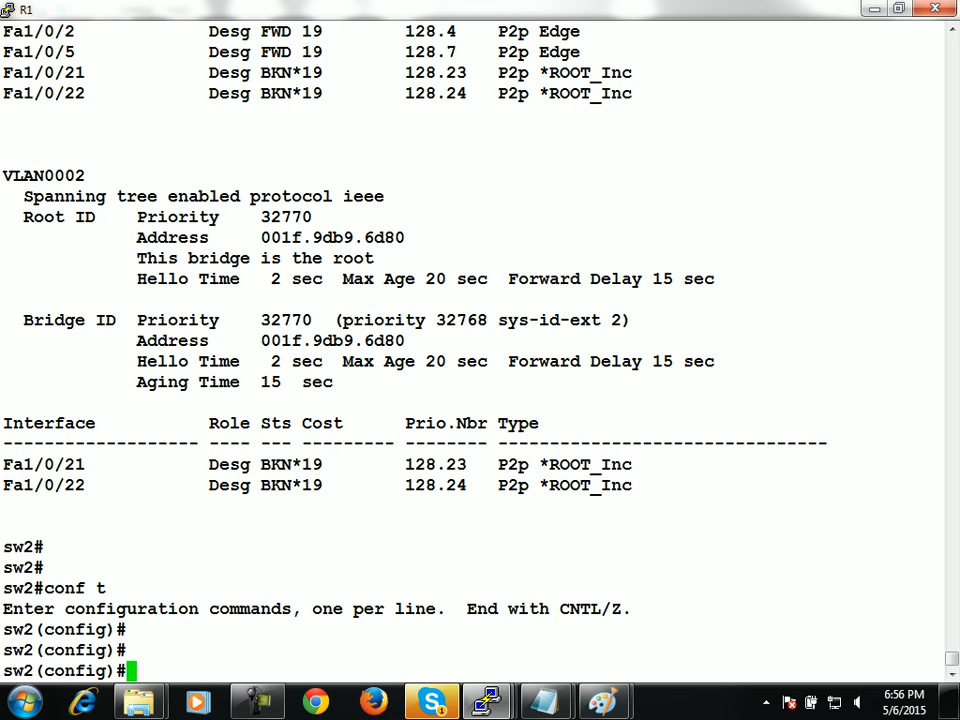 R1
Fa1/0/2             Desg FWD 19        128.4    P2p Edge
Fa1/0/5             Desg FWD 19        128.7    P2p Edge
Fa1/0/21            Desg BKN*19        128.23   P2p *ROOT_Inc
Fa1/0/22            Desg BKN*19        128.24   P2p *ROOT_Inc
VLAN0002
  Spanning tree enabled protocol ieee
  Root ID    Priority    32770
             Address     001f.9db9.6d80
             This bridge is the root
             Hello Time   2 sec  Max Age 20 sec  Forward Delay 15 sec
  Bridge ID  Priority    32770  (priority 32768 sys-id-ext 2)
             Address     001f.9db9.6d80
             Hello Time   2 sec  Max Age 20 sec  Forward Delay 15 sec
             Aging Time  15  sec
Interface           Role Sts Cost      Prio.Nbr Type
------------------- ---- --- --------- -------- --------------------------------
Fa1/0/21            Desg BKN*19        128.23   P2p *ROOT_Inc
Fa1/0/22            Desg BKN*19        128.24   P2p *ROOT_Inc
sw2#
sw2#
sw2#conf t
Enter configuration commands, one per line.  End with CNTL/Z.
sw2(config)#
sw2(config)#
sw2(config)#
6:56 PM
5/6/2015